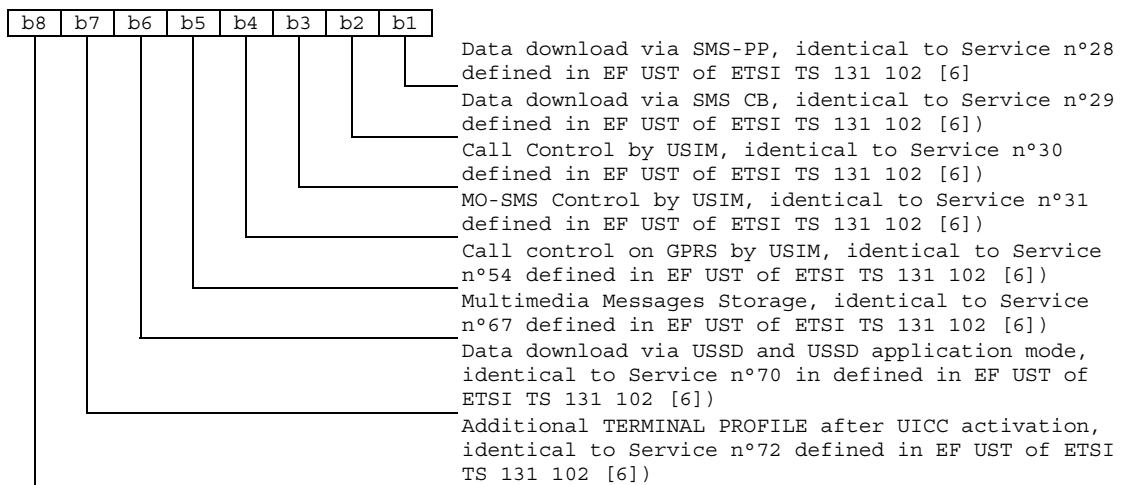 b8 b7 b6 b5 b4 b3 b2 b1
Data download via SMS-PP, identical to Service n°28
defined in EF UST of ETSI TS 131 102 [6]
Data download via SMS CB, identical to Service n°29
defined in EF UST of ETSI TS 131 102 [6])
Call Control by USIM, identical to Service n°30
defined in EF UST of ETSI TS 131 102 [6])
MO-SMS Control by USIM, identical to Service n°31
defined in EF UST of ETSI TS 131 102 [6])
Call control on GPRS by USIM, identical to Service
n°54 defined in EF UST of ETSI TS 131 102 [6])
Multimedia Messages Storage, identical to Service
n°67 defined in EF UST of ETSI TS 131 102 [6])
Data download via USSD and USSD application mode,
identical to Service n°70 in defined in EF UST of
ETSI TS 131 102 [6])
Additional TERMINAL PROFILE after UICC activation,
identical to Service n°72 defined in EF UST of ETSI
TS 131 102 [6])